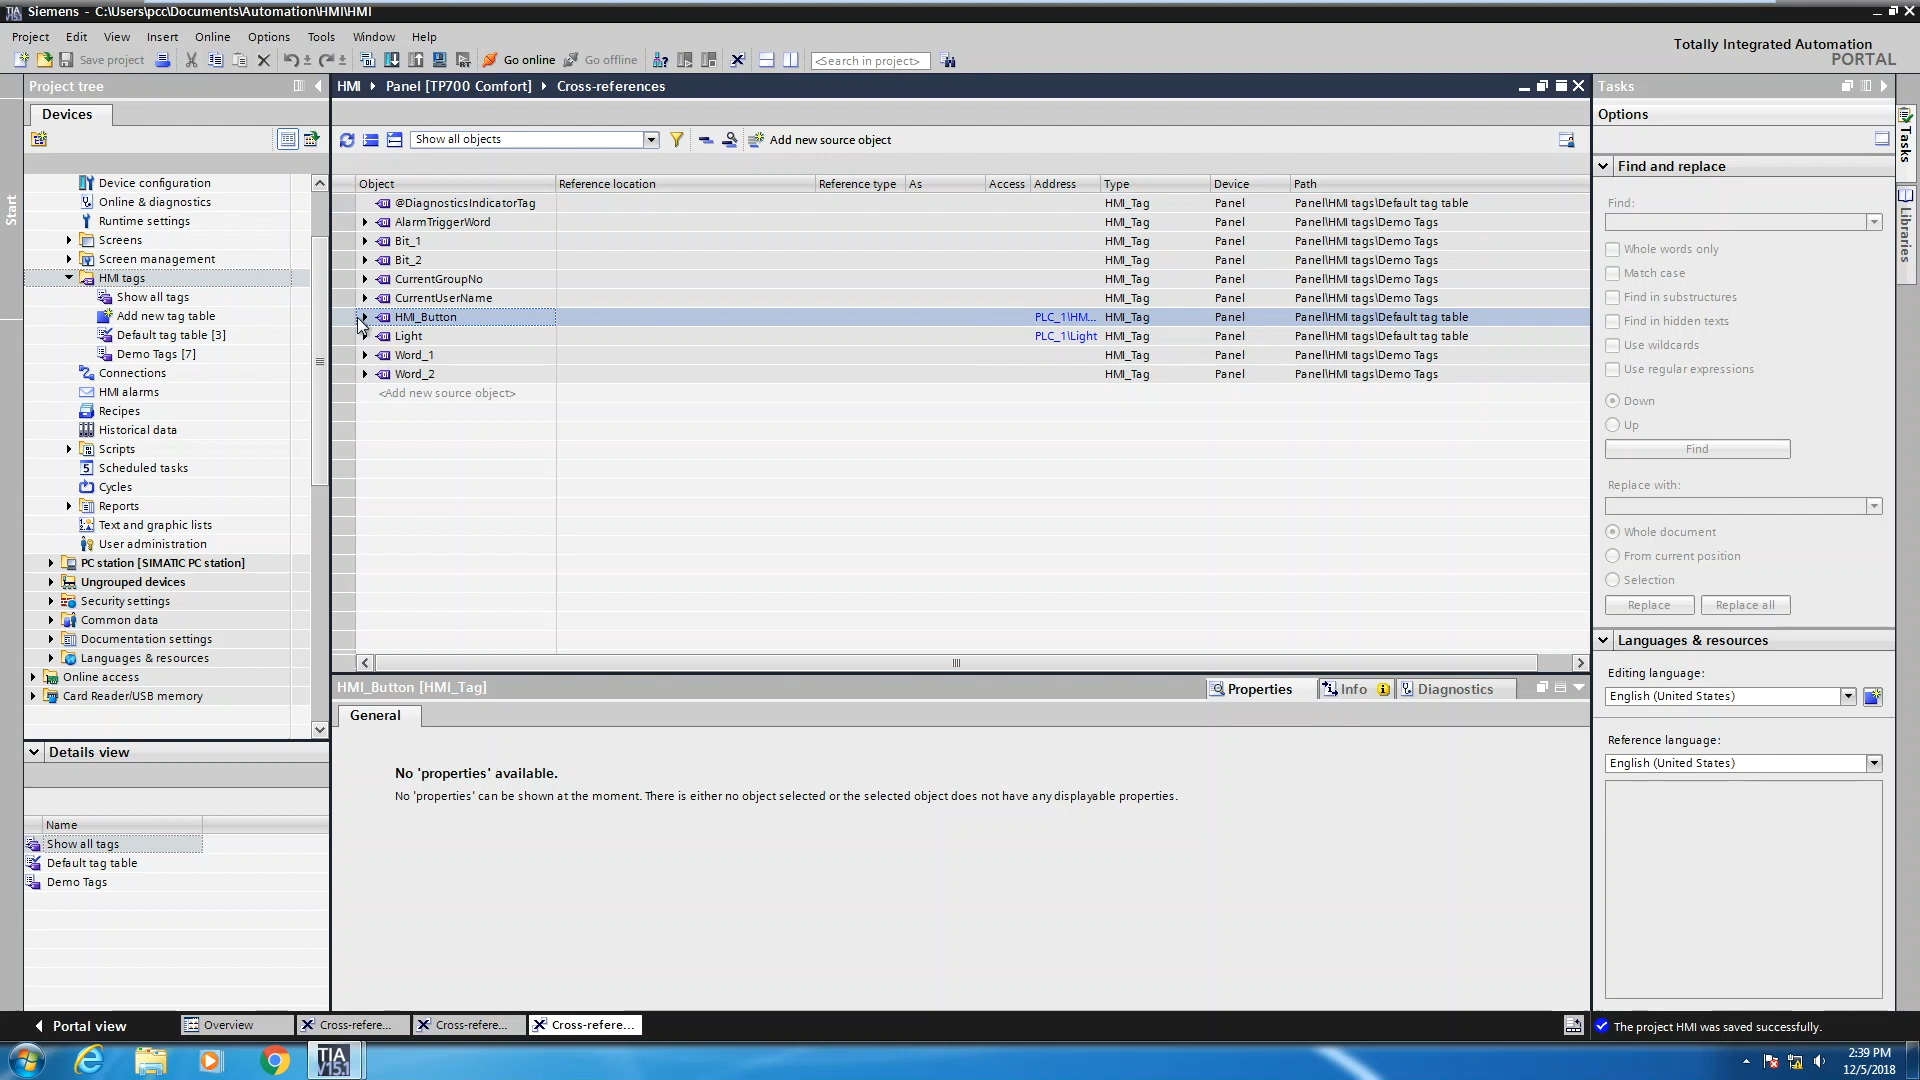 Siemens - C:\Users\pcc\Documents\Automation\HMI\HMI
Project Edit View Insert Online Options Tools Window Help
Totally Integrated Automation
PORTAL
Save project
Go online
Go offline
<Search in project>
Project tree
HMI Panel [TP700 Comfort] Cross-references
Tasks
Devices
Options
Show all objects
Add new source object
Find and replace
Start
Tasks
Libraries
Device configuration
Online & diagnostics
Runtime settings
Screens
Screen management
HMI tags
Show all tags
Add new tag table
Default tag table [3]
Demo Tags [7]
Connections
HMI alarms
Recipes
Historical data
Scripts
Scheduled tasks
Cycles
Reports
Text and graphic lists
User administration
PC station [SIMATIC PC station]
Ungrouped devices
Security settings
Common data
Documentation settings
Languages & resources
Online access
Card Reader/USB memory
Object Reference location Reference type As Access Address Type Device Path
@DiagnosticsIndicatorTag HMI_Tag Panel Panel\HMI tags\Default tag table
AlarmTriggerWord HMI_Tag Panel Panel\HMI tags\Demo Tags
Bit_1 HMI_Tag Panel Panel\HMI tags\Demo Tags
Bit_2 HMI_Tag Panel Panel\HMI tags\Demo Tags
CurrentGroupNo HMI_Tag Panel Panel\HMI tags\Demo Tags
CurrentUserName HMI_Tag Panel Panel\HMI tags\Demo Tags
HMI_Button PLC_1\HM... HMI_Tag Panel Panel\HMI tags\Default tag table
Light PLC_1\Light HMI_Tag Panel Panel\HMI tags\Default tag table
Word_1 HMI_Tag Panel Panel\HMI tags\Demo Tags
Word_2 HMI_Tag Panel Panel\HMI tags\Demo Tags
<Add new source object>
Find:
Whole words only
Match case
Find in substructures
Find in hidden texts
Use wildcards
Use regular expressions
Down
Up
Find
Replace with:
Whole document
From current position
Selection
Replace
Replace all
Languages & resources
Editing language:
English (United States)
Reference language:
English (United States)
HMI_Button [HMI_Tag]
Properties
Info
Diagnostics
General
No 'properties' available.
No 'properties' can be shown at the moment. There is either no object selected or the selected object does not have any displayable properties.
Details view
Name
Show all tags
Default tag table
Demo Tags
Portal view
Overview
Cross-refere...
Cross-refere...
Cross-refere...
The project HMI was saved successfully.
TIA
V15.1
2:39 PM
12/5/2018